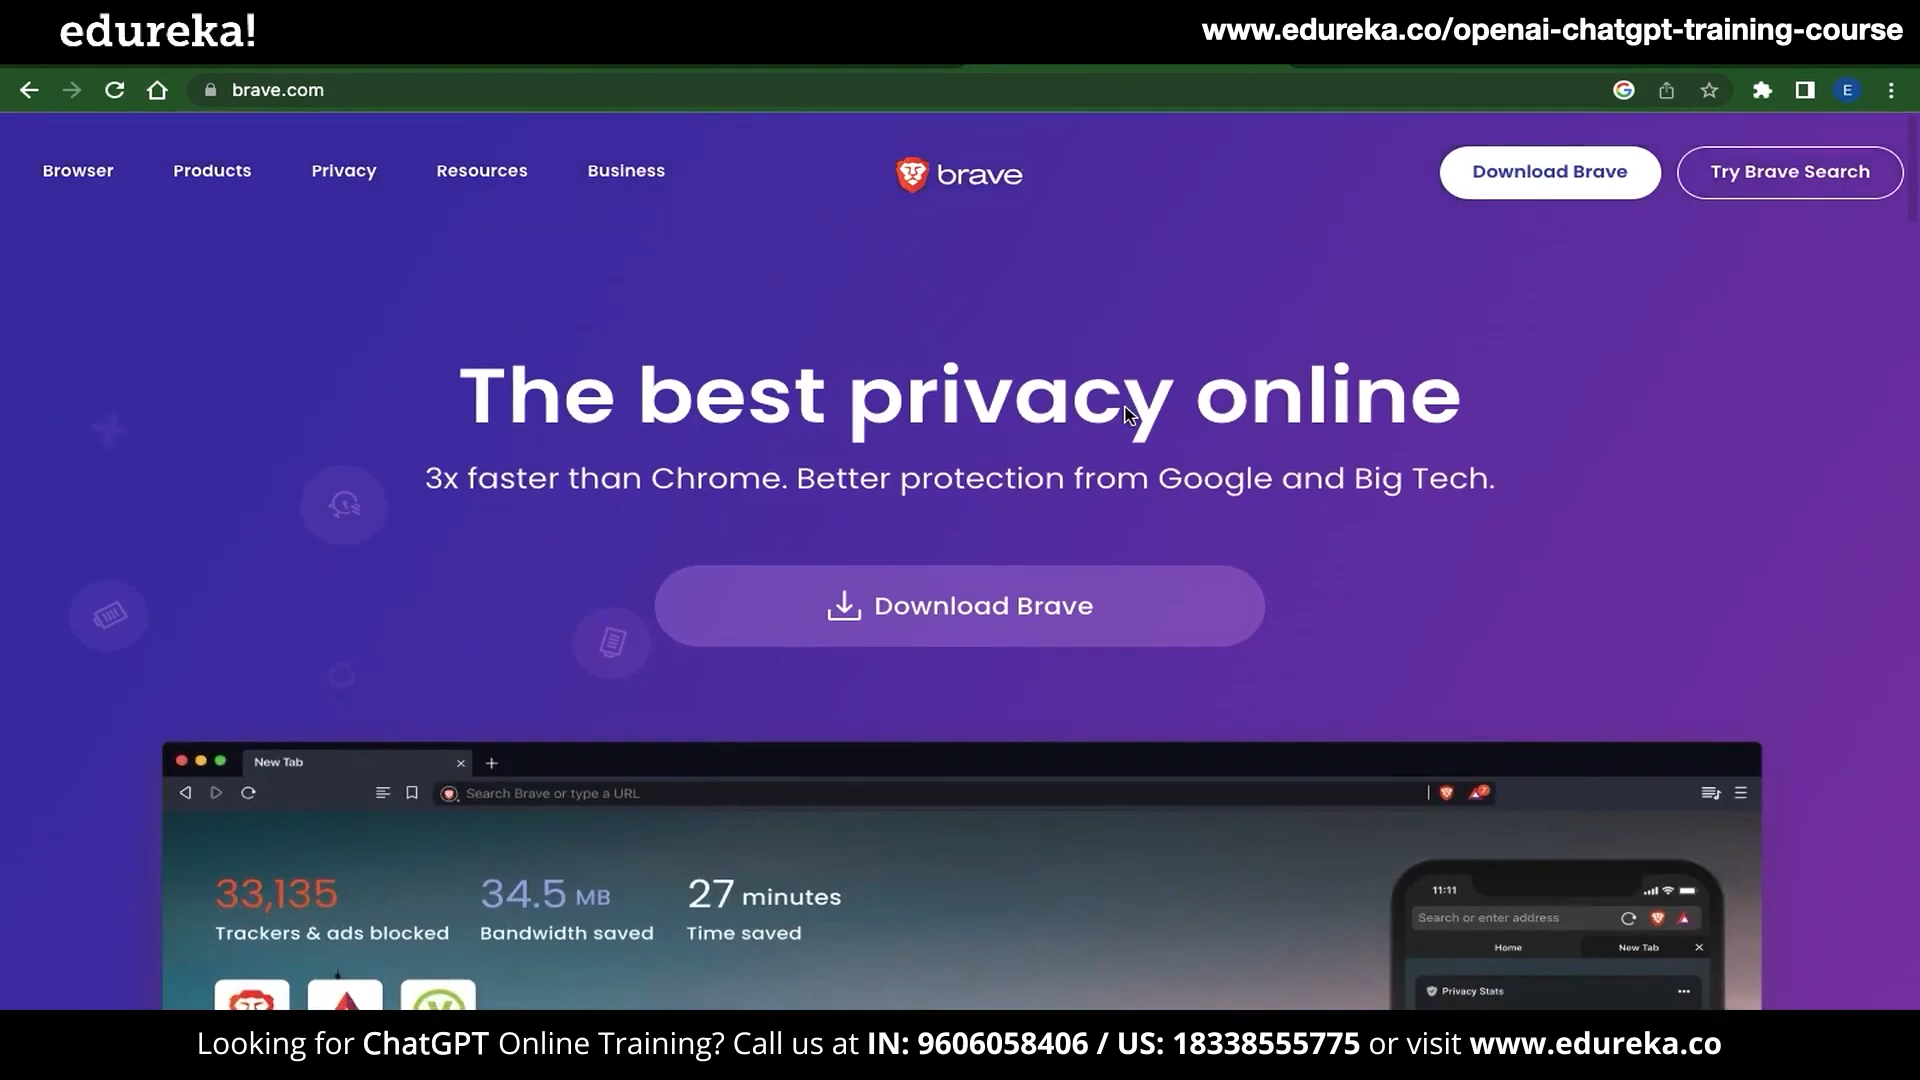 edureka!
www.edureka.co/openai-chatgpt-training-course
brave.com
E
Browser
Products
Privacy
Resources
Business
brave
Download Brave
Try Brave Search
The best privacy online
3x faster than Chrome. Better protection from Google and Big Tech.
Download Brave
New Tab
Search Brave or type a URL
33,135
Trackers & ads blocked
34.5 MB
Bandwidth saved
27 minutes
Time saved
11:11
Search or enter address
Home
New Tab
Privacy Stats
Looking for ChatGPT Online Training? Call us at IN: 9606058406 / US: 18338555775 or visit www.edureka.co